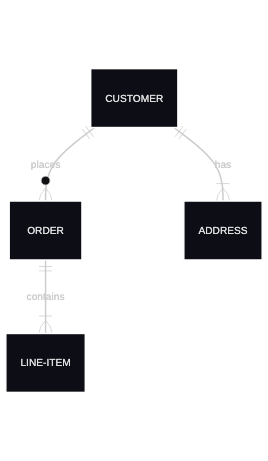 CUSTOMER
places
has
ORDER
ADDRESS
contains
LINE-ITEM